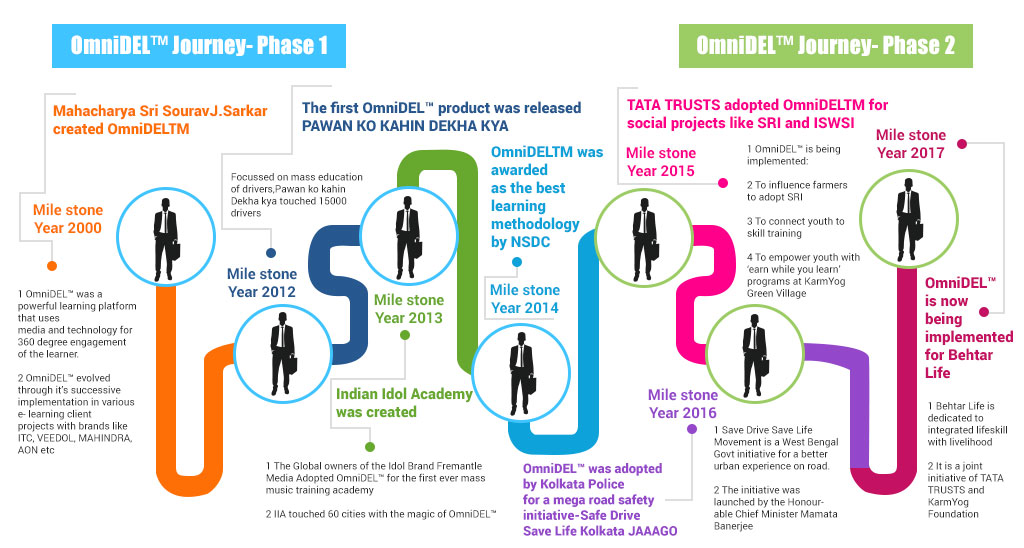 OmniDEL™ Journey- Phase 1
OmniDEL™ Journey- Phase 2
Mahacharya Sri SouravJ.Sarkar
created OmniDELTM
Mile stone
Year 2000
1 OmniDEL™ was a
powerful learning platform
that uses
media and technology for
360 degree engagement
of the learner.
2 OmniDEL™ evolved
through it's successive
implementation in various
e- learning client
projects with brands like
ITC, VEEDOL, MAHINDRA,
AON etc
The first OmniDEL™ product was released
PAWAN KO KAHIN DEKHA KYA
Focussed on mass education
of drivers,Pawan ko kahin
Dekha kya touched 15000
drivers
Mile stone
Year 2012
Mile stone
Year 2013
Indian Idol Academy
was created
1 The Global owners of the Idol Brand Fremantle
Media Adopted OmniDEL™ for the first ever mass
music training academy
2 IIA touched 60 cities with the magic of OmniDEL™
OmniDELTM was
awarded
as the best
learning
methodology
by NSDC
Mile stone
Year 2014
TATA TRUSTS adopted OmniDELTM for
social projects like SRI and ISWSI
Mile stone
Year 2015
1 OmniDEL™ is being
implemented:
2 To influence farmers
to adopt SRI
3 To connect youth to
skill training
4 To empower youth with
‘earn while you learn’
programs at KarmYog
Green Village
Mile stone
Year 2016
OmniDEL™ was adopted
by Kolkata Police
for a mega road safety
initiative-Safe Drive
Save Life Kolkata JAAAGO
1 Save Drive Save Life
Movement is a West Bengal
Govt initiative for a better
urban experience on road.
2 The initiative was
launched by the Honour-
able Chief Minister Mamata
Banerjee
Mile stone
Year 2017
OmniDEL™
is now
being
implemented
for Behtar
Life
1 Behtar Life is
dedicated to
integrated lifeskill
with livelihood
2 It is a joint
initiative of TATA
TRUSTS and
KarmYog
Foundation